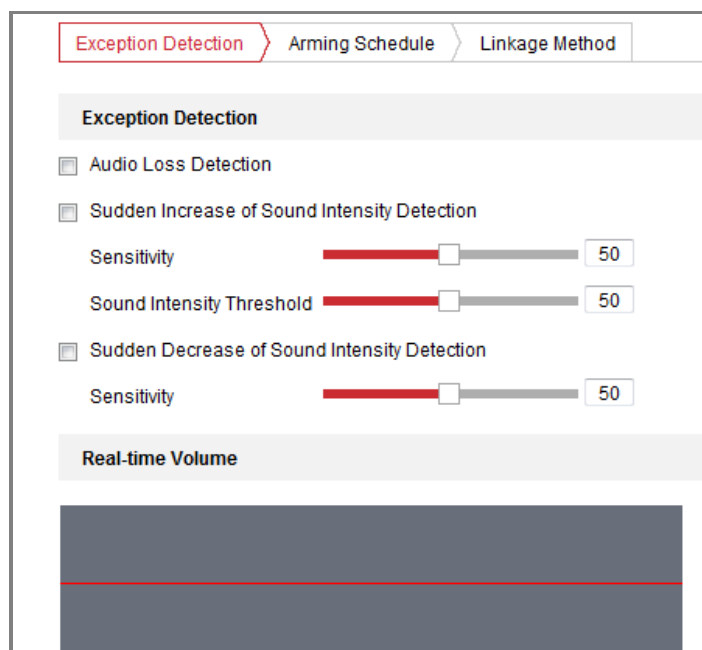 Exception Detection Arming Schedule Linkage Method
Exception Detection
Audio Loss Detection
Sudden Increase of Sound Intensity Detection
Sensitivity 50
Sound Intensity Threshold 50
Sudden Decrease of Sound Intensity Detection
Sensitivity 50
Real-time Volume